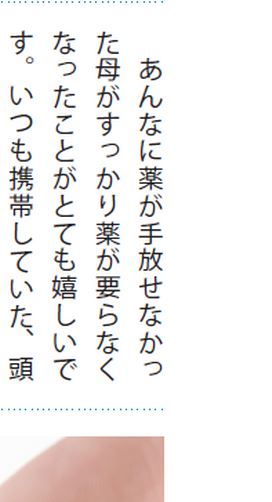 あんなに薬が手放せなかっ
た母がすっかり薬が要らなく
なったことがとても嬉しいで
す。いつも携帯していた、頭